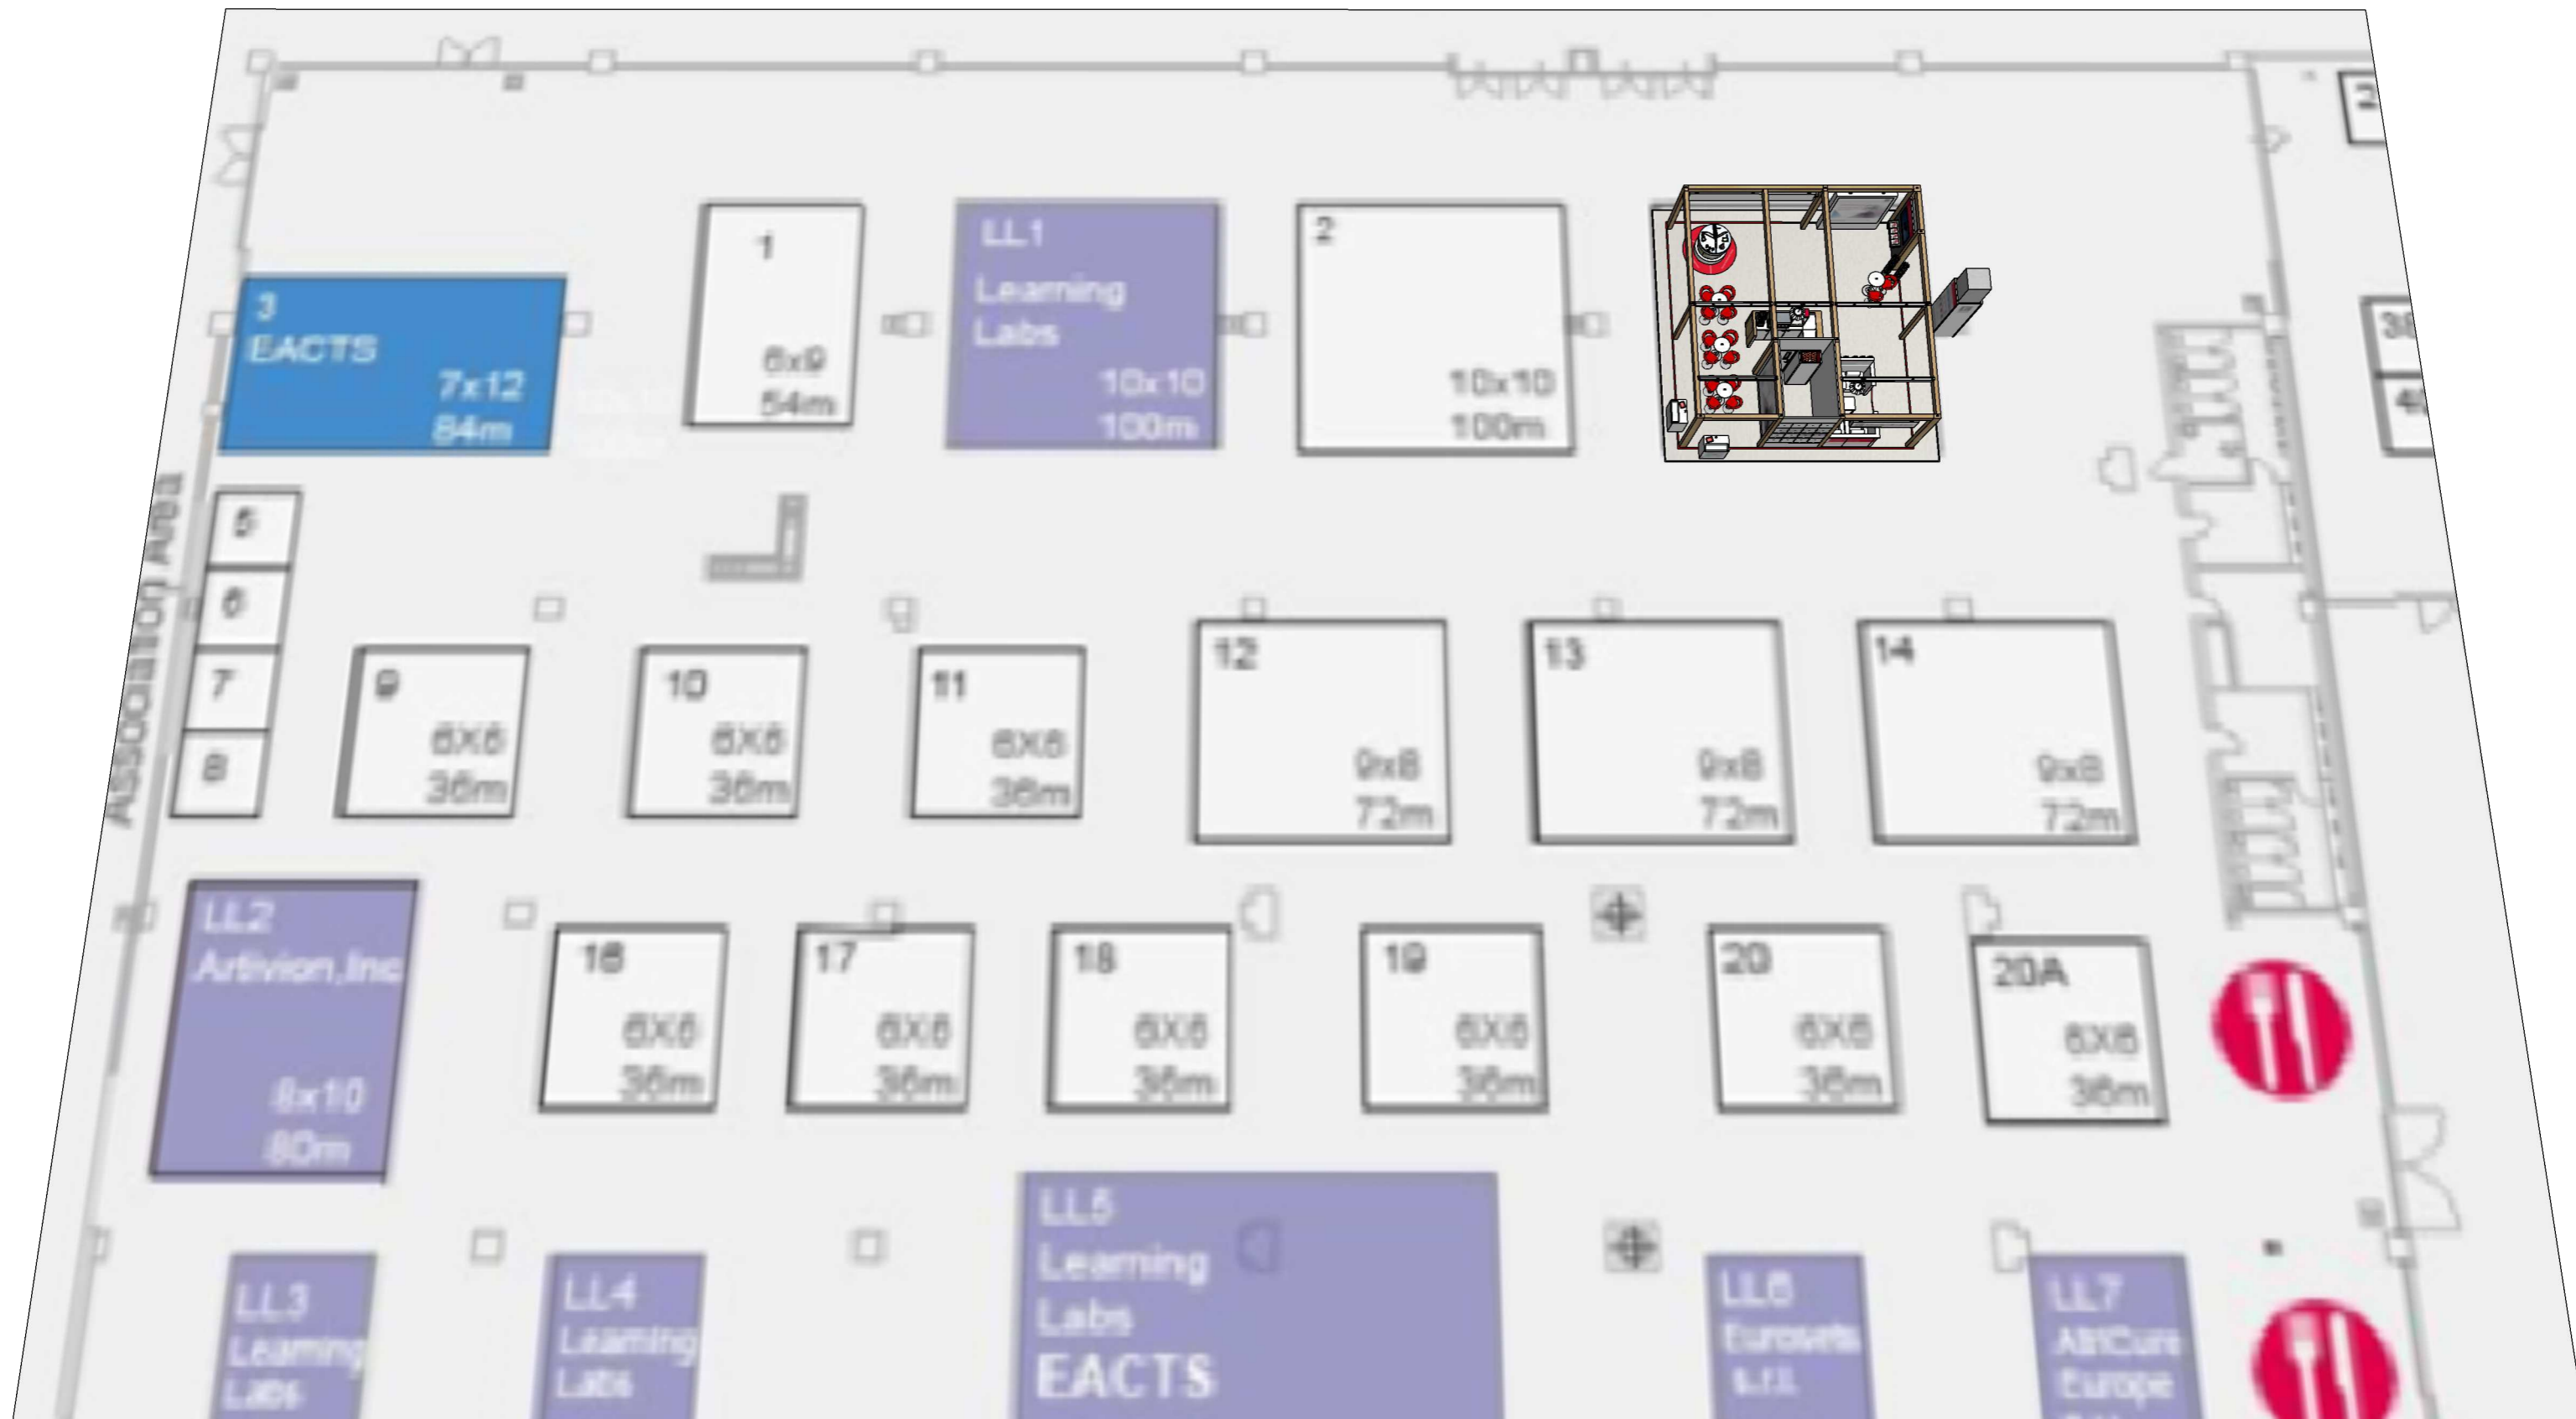 1
6x9
54m
LL1
Learning
Labs
10x10
100m
2
10x10
100m
3
EACTS
7x12
84m
Association Area
5
6
7
8
9
6X6
36m
10
6X6
36m
11
6X6
36m
12
9x8
72m
13
9x8
72m
14
9x8
72m
LL2
Artivion,Inc
8x10
80m
16
6X6
36m
17
6X6
36m
18
6X6
36m
19
6X6
36m
20
6X6
36m
20A
6X6
36m
LL3
Learning
Labs
LL4
Learning
Labs
LL5
Learning
Labs
EACTS
LL6
Eurosets
s.r.l.
LL7
AtriCure
Europe